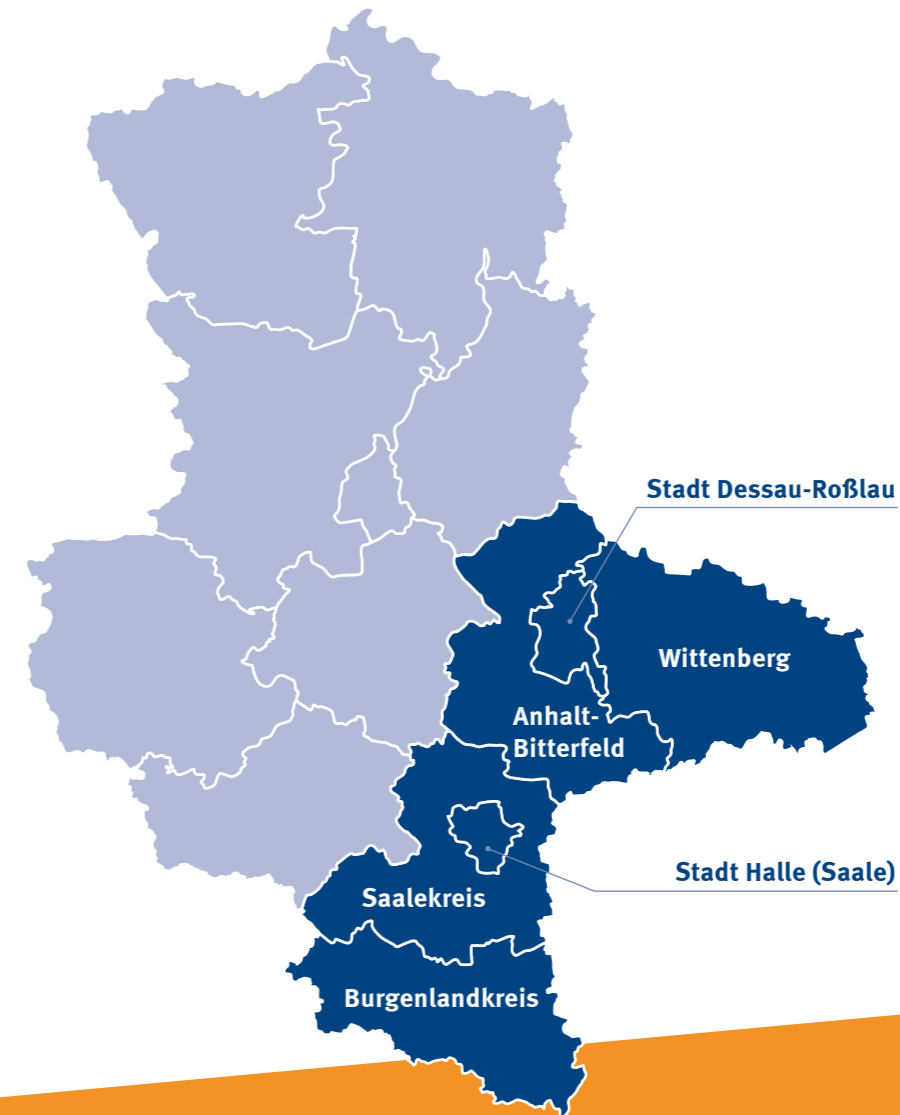 Stadt Dessau-Roßlau
Wittenberg
Anhalt-
Bitterfeld
Stadt Halle (Saale)
Saalekreis
Burgenlandkreis